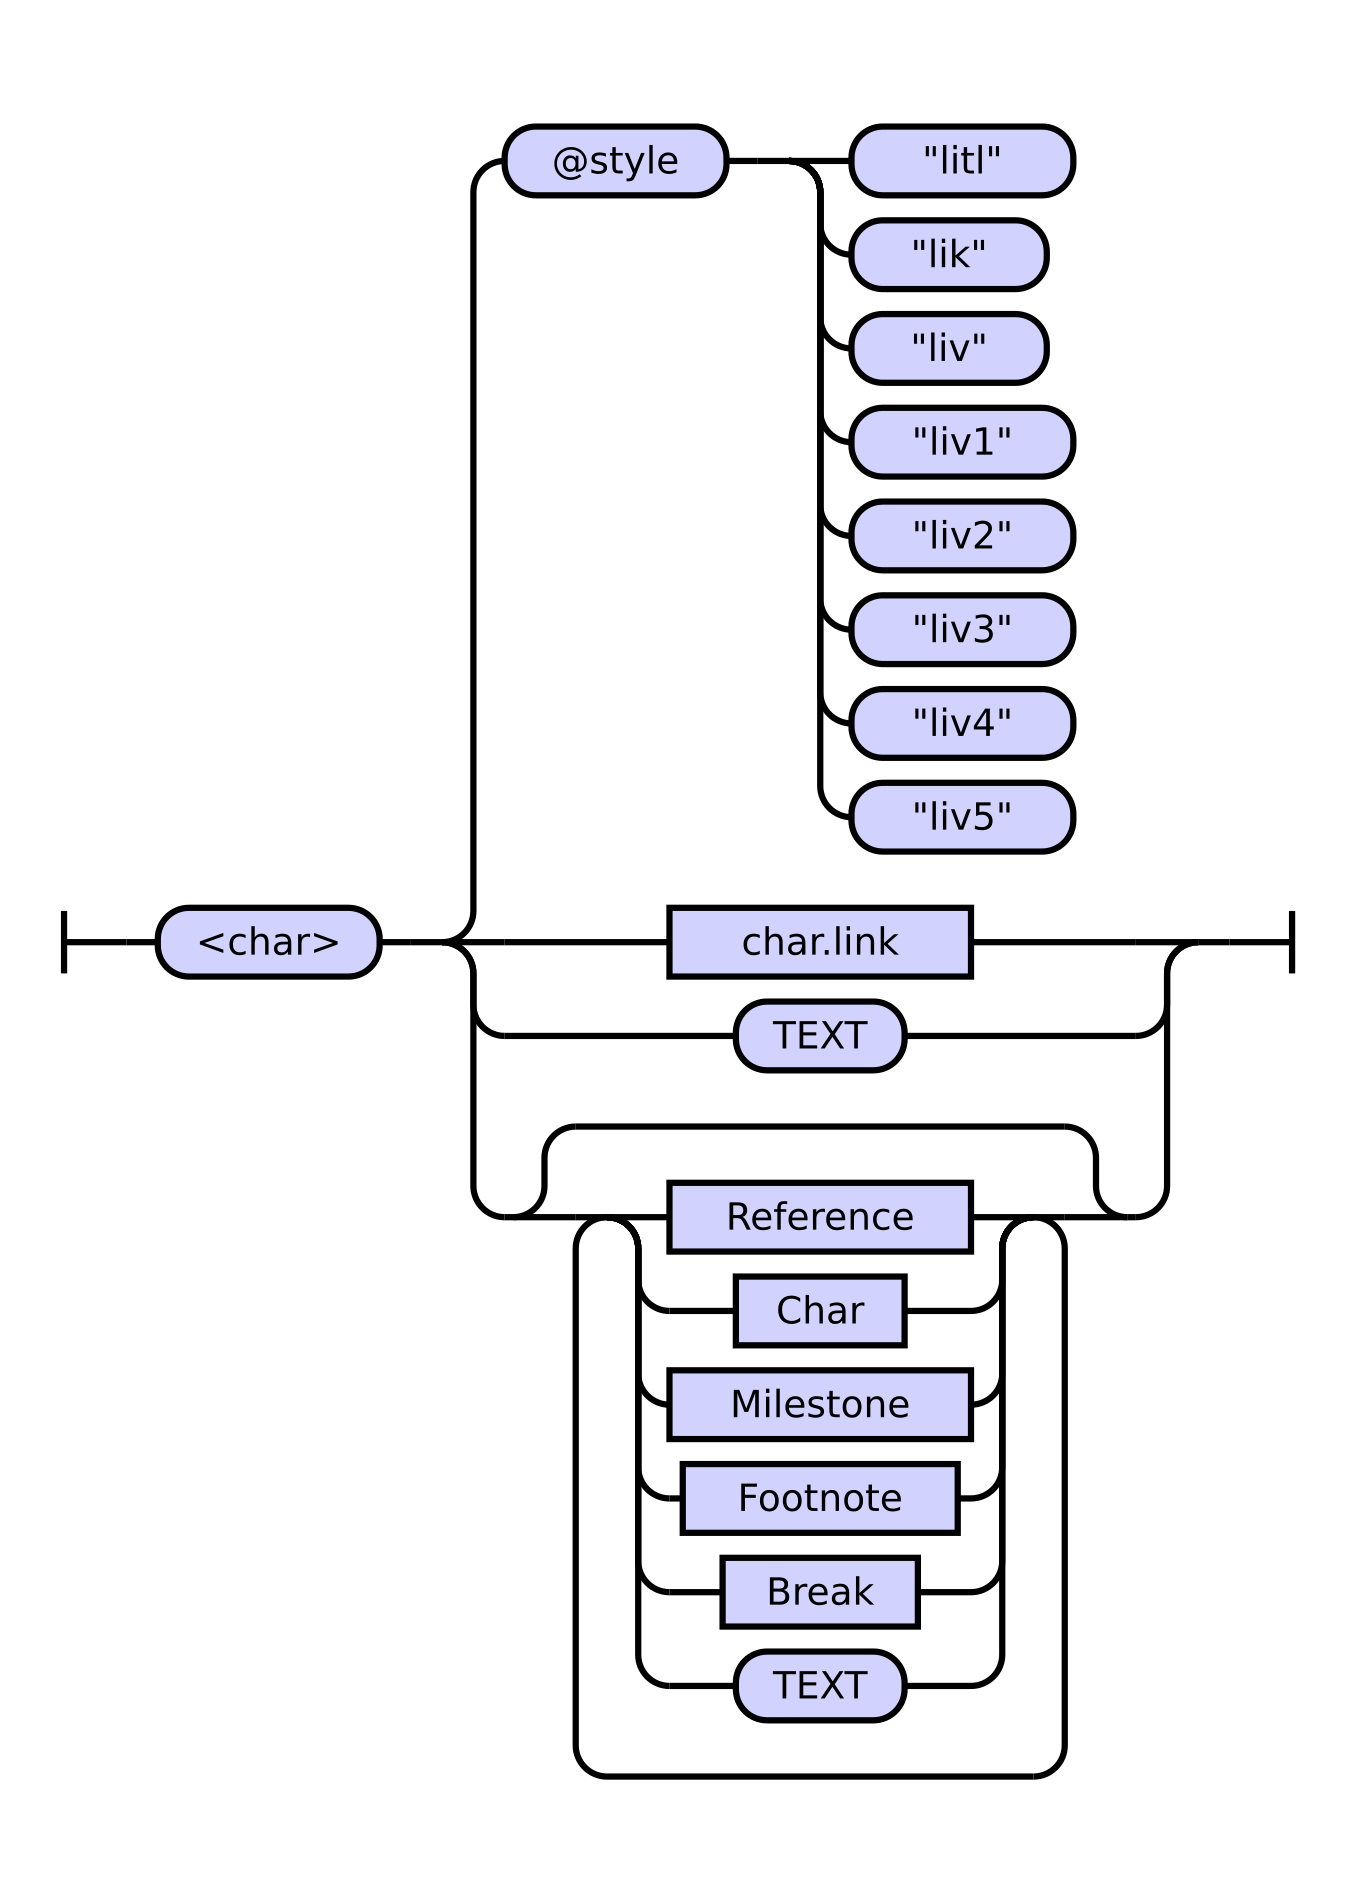 @style
"litl"
"lik"
"liv"
"liv1"
"liv2"
"liv3"
"liv4"
"liv5"
<char>
char.link
TEXT
Reference
Char
Milestone
Footnote
Break
TEXT